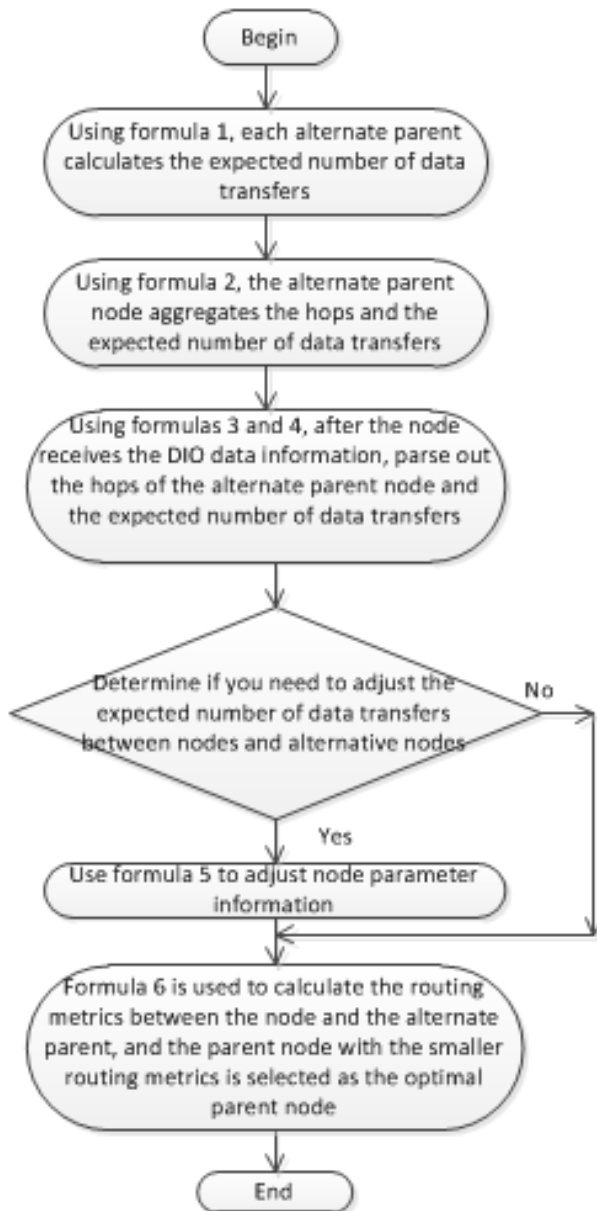 Begin
Using formula 1, each alternate parent
calculates the expected number of data
transfers
Using formula 2, the alternate parent
node aggregates the hops and the
expected number of data transfers
Using formulas 3 and 4, after the node
receives the DIO data information, parse out
the hops of the alternate parent node and
the expected number of data transfers
Determine if you need to adjust the
expected number of data transfers
between nodes and alternative nodes
No
Yes
Use formula 5 to adjust node parameter
information
Formula 6 is used to calculate the routing
metrics between the node and the alternate
parent, and the parent node with the smaller
routing metrics is selected as the optimal
parent node
End